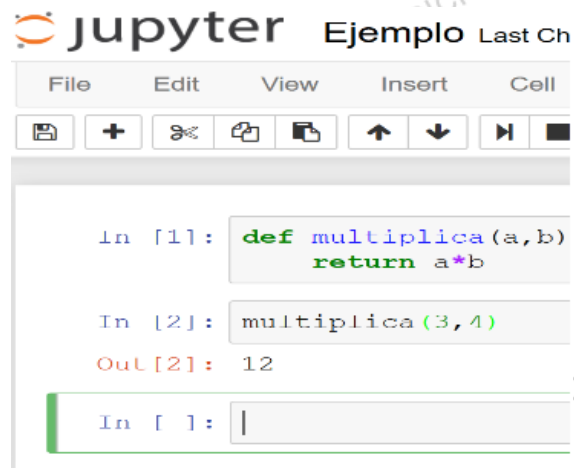 jupyter Ejemplo Last Ch
File Edit View Insert Cell
In [1]: def multiplica(a,b)
return a*b
In [2]: multiplica(3,4)
Out[2]: 12
In [ ]: